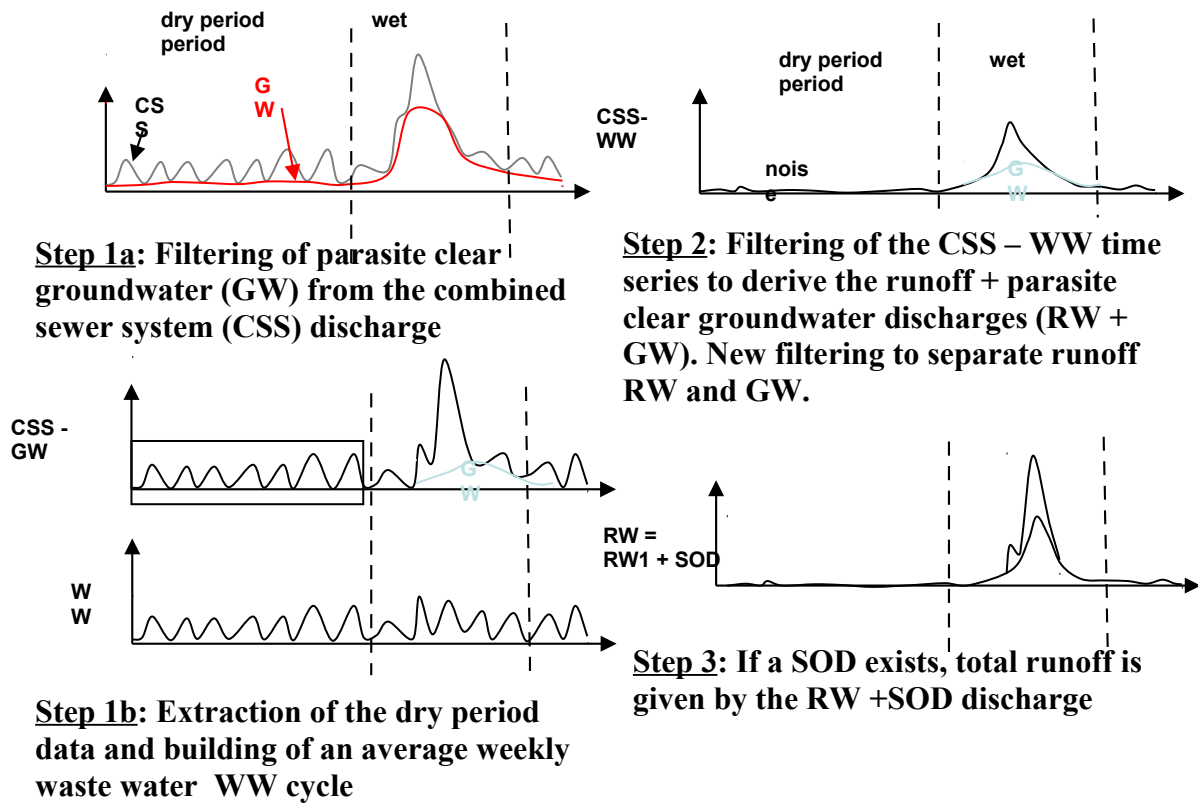 dry period wet
period
CS
S
G
W
Step 1a: Filtering of parasite clear
groundwater (GW) from the combined
sewer system (CSS) discharge
CSS -
GW
G
W
W
W
Step 1b: Extraction of the dry period
data and building of an average weekly
waste water WW cycle
dry period wet
period
CSS-
WW
nois
e
G
W
Step 2: Filtering of the CSS – WW time
series to derive the runoff + parasite
clear groundwater discharges (RW +
GW). New filtering to separate runoff
RW and GW.
RW =
RW1 + SOD
Step 3: If a SOD exists, total runoff is
given by the RW +SOD discharge